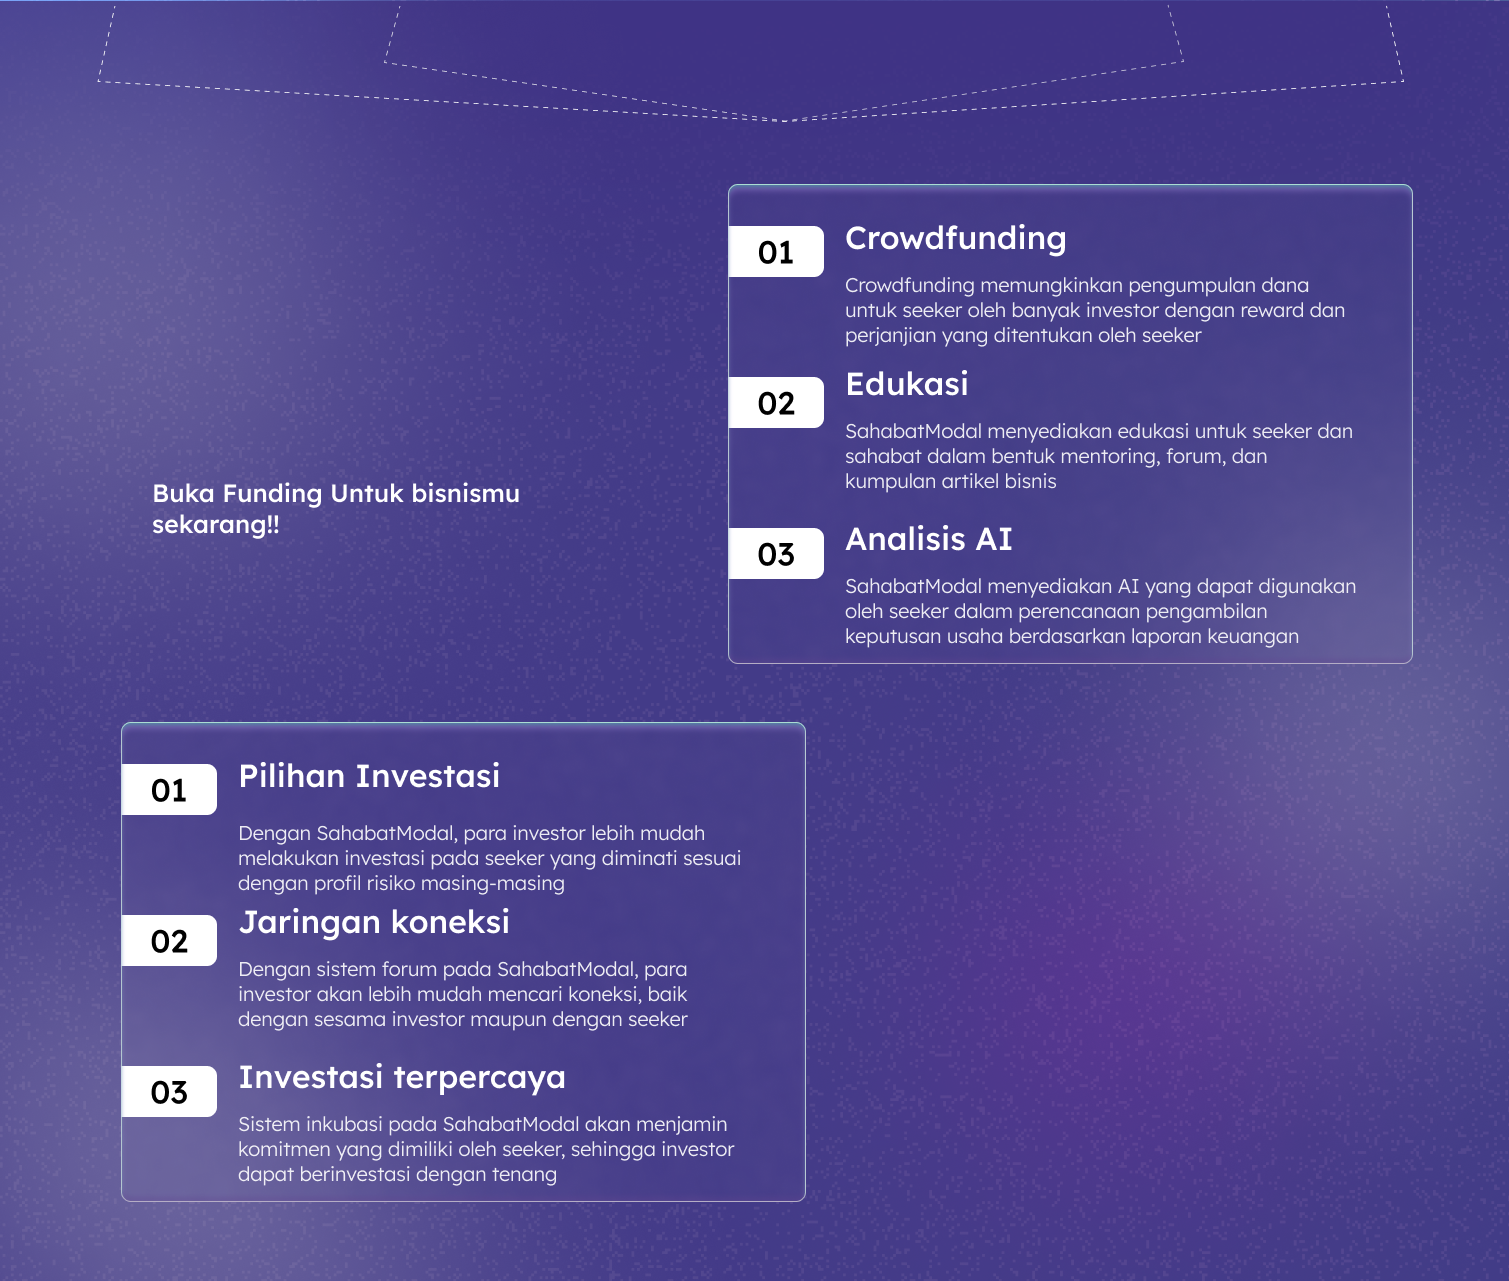 Buka Funding Untuk bisnismu
sekarang!!
01
Crowdfunding
Crowdfunding memungkinkan pengumpulan dana
untuk seeker oleh banyak investor dengan reward dan
perjanjian yang ditentukan oleh seeker
02
Edukasi
SahabatModal menyediakan edukasi untuk seeker dan
sahabat dalam bentuk mentoring, forum, dan
kumpulan artikel bisnis
03
Analisis AI
SahabatModal menyediakan AI yang dapat digunakan
oleh seeker dalam perencanaan pengambilan
keputusan usaha berdasarkan laporan keuangan
01
Pilihan Investasi
Dengan SahabatModal, para investor lebih mudah
melakukan investasi pada seeker yang diminati sesuai
dengan profil risiko masing-masing
02
Jaringan koneksi
Dengan sistem forum pada SahabatModal, para
investor akan lebih mudah mencari koneksi, baik
dengan sesama investor maupun dengan seeker
03
Investasi terpercaya
Sistem inkubasi pada SahabatModal akan menjamin
komitmen yang dimiliki oleh seeker, sehingga investor
dapat berinvestasi dengan tenang